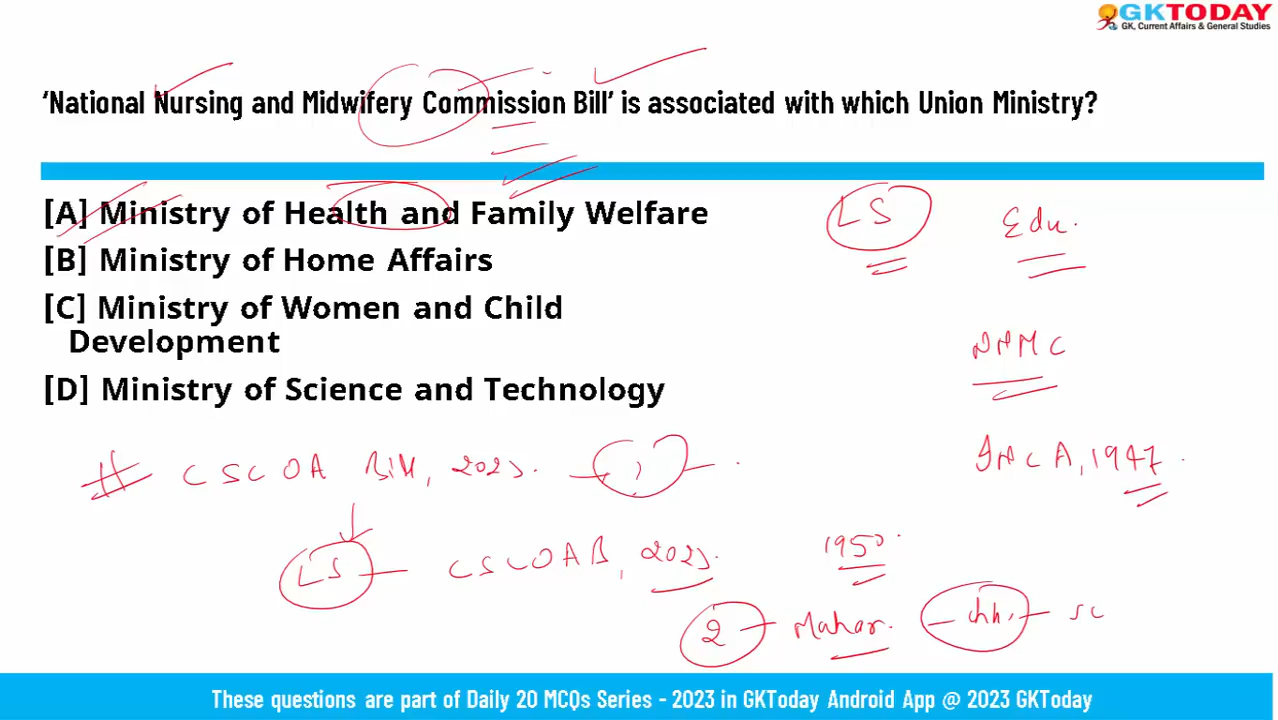 GKTODAY
GK, Current Affairs & General Studies
‘National Nursing and Midwifery Commission Bill’ is associated with which Union Ministry?
[A] Ministry of Health and Family Welfare
[B] Ministry of Home Affairs
[C] Ministry of Women and Child
Development
[D] Ministry of Science and Technology
LS Edu.
NNMC
# CSCOA Bill, 2023.
INCA, 1947
LS CSCOAB, 2023.
1950
2 Mahar. chh. SC
These questions are part of Daily 20 MCQs Series - 2023 in GKToday Android App @ 2023 GKToday